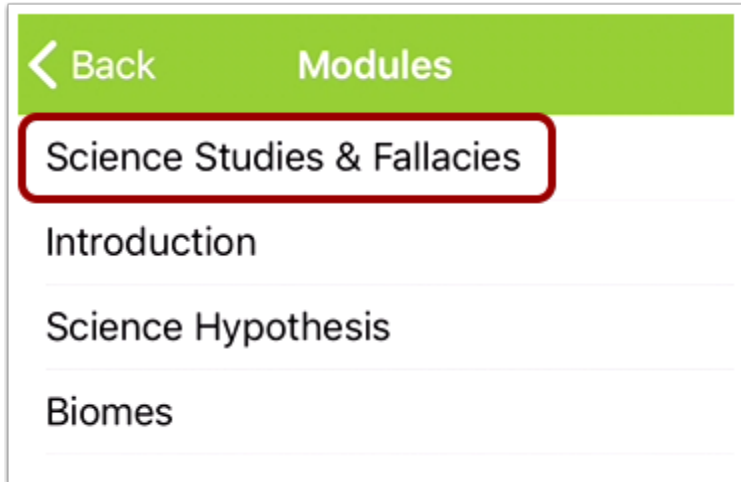 Back Modules
Science Studies & Fallacies
Introduction
Science Hypothesis
Biomes